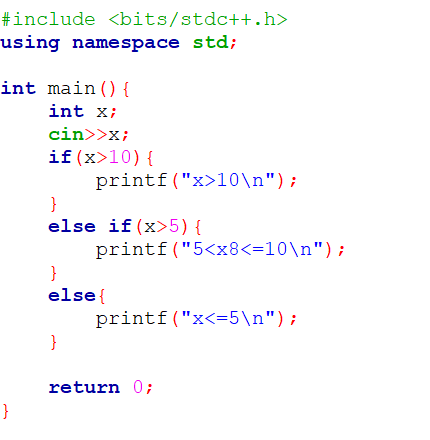 #include <bits/stdc++.h>
using namespace std;

int main(){
    int x;
    cin>>x;
    if(x>10){
        printf("x>10\n");
    }
    else if(x>5){
        printf("5<x8<=10\n");
    }
    else{
        printf("x<=5\n");
    }

    return 0;
}